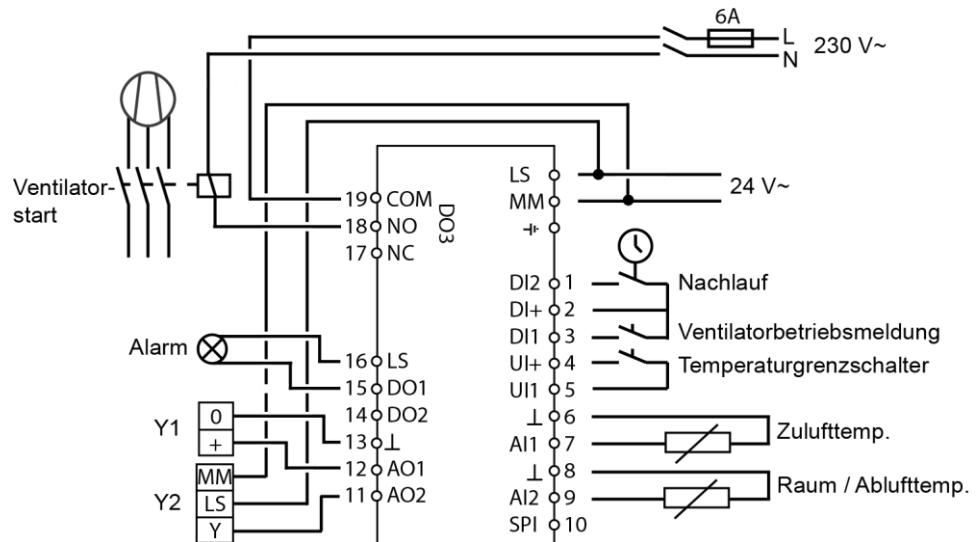 6A
L
230 V~
N
Ventilator-
start
19 COM
18 NO
17 NC
DO3
LS
MM
24 V~
DI2 1 Nachlauf
DI+ 2
DI1 3 Ventilatorbetriebsmeldung
UI+ 4 Temperaturgrenzschalter
UI1 5
⊥ 6
AI1 7
Zulufttemp.
⊥ 8
AI2 9
Raum / Ablufttemp.
SPI 10
Alarm
16 LS
15 DO1
14 DO2
13 ⊥
12 AO1
11 AO2
Y1
0
+
Y2
MM
LS
Y